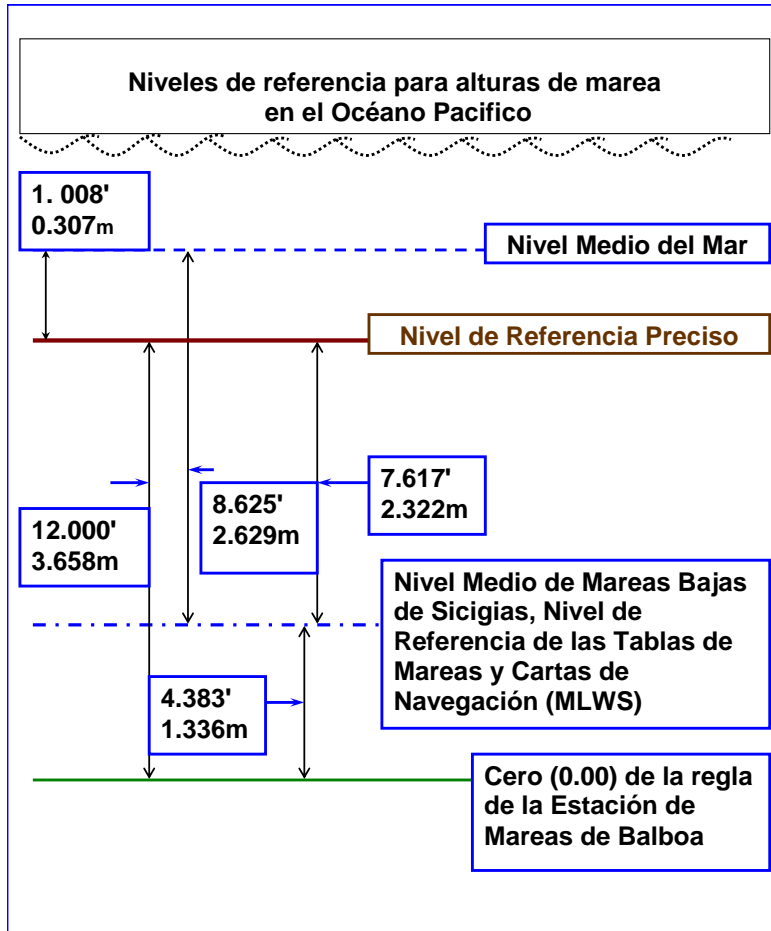 Niveles de referencia para alturas de marea
en el Océano Pacifico
1. 008'
0.307m
Nivel Medio del Mar
Nivel de Referencia Preciso
7.617'
2.322m
8.625'
2.629m
12.000'
3.658m
Nivel Medio de Mareas Bajas
de Sicigias, Nivel de
Referencia de las Tablas de
Mareas y Cartas de
Navegación (MLWS)
4.383'
1.336m
Cero (0.00) de la regla
de la Estación de
Mareas de Balboa